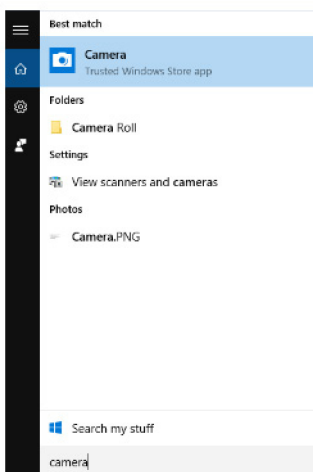 Best match
Camera
Trusted Windows Store app
Folders
Camera Roll
Settings
View scanners and cameras
Photos
Camera.PNG
Search my stuff
camera